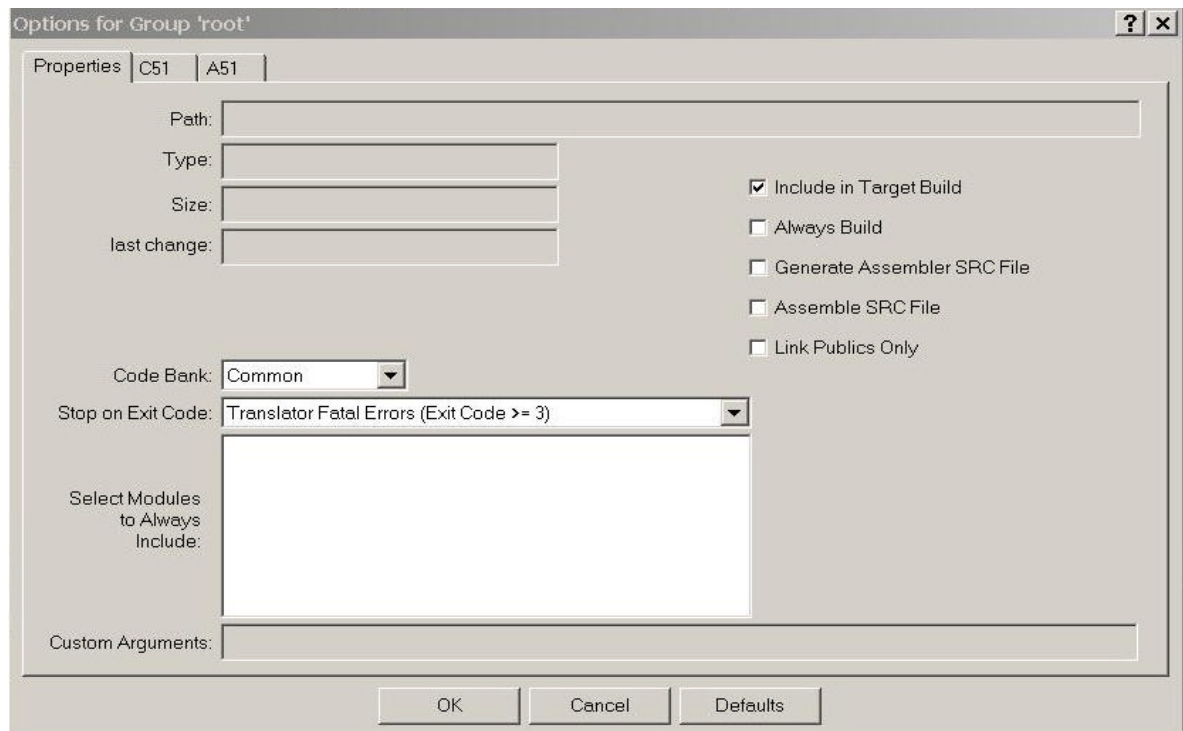 Options for Group 'root'
Properties
C51
A51
Path:
Type:
Size:
last change:
Include in Target Build
Always Build
Generate Assembler SRC File
Assemble SRC File
Link Publics Only
Code Bank: Common
Stop on Exit Code: Translator Fatal Errors (Exit Code >= 3)
Select Modules
to Always
Include:
Custom Arguments:
OK
Cancel
Defaults